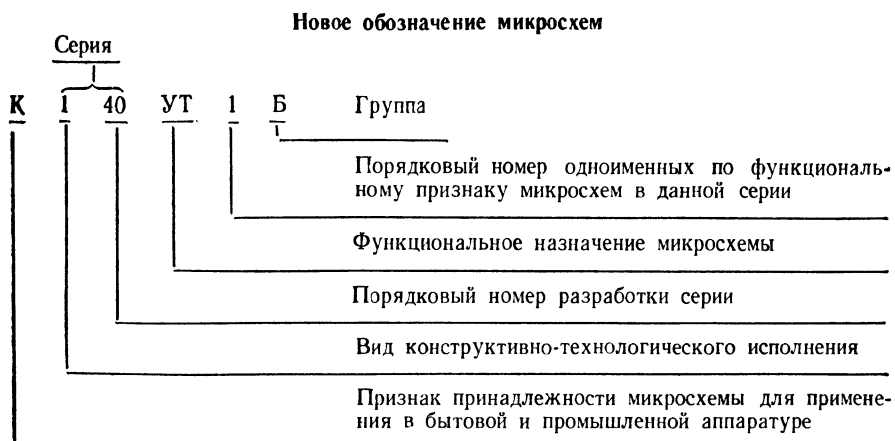 Новое обозначение микросхем
Серия
К 1 40 УТ 1 Б Группа
Порядковый номер одноименных по функциональ-
ному признаку микросхем в данной серии
Функциональное назначение микросхемы
Порядковый номер разработки серии
Вид конструктивно-технологического исполнения
Признак принадлежности микросхемы для примене-
ния в бытовой и промышленной аппаратуре